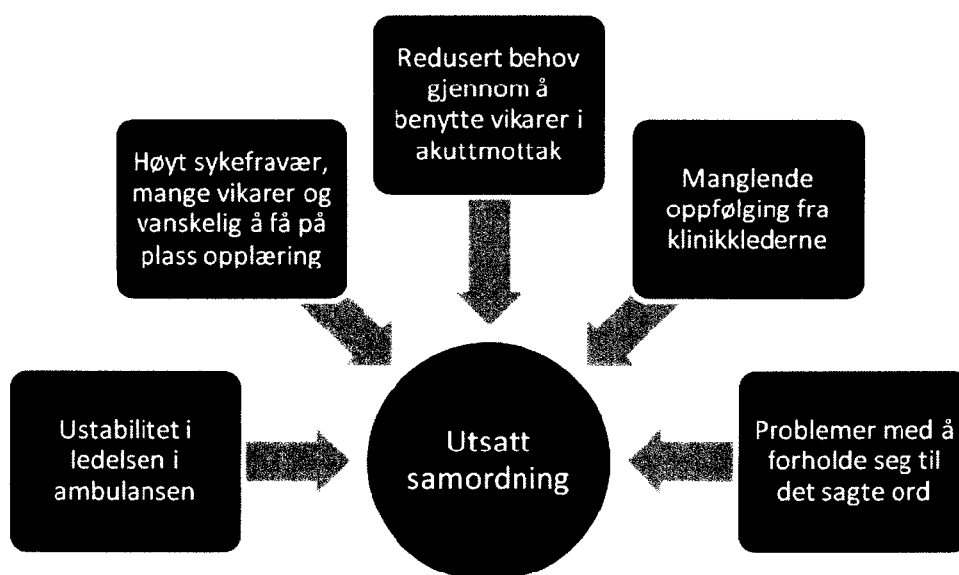 Redusert behov
gjennom å
benytte vikarer i
akuttmottak
Høyt sykefravær,
mange vikarer og
vanskelig å få på
plass opplæring
Manglende
oppfølging fra
klinikklederne
Ustabilitet i
ledelsen i
ambulansen
Utsatt
samordning
Problemer med å
forholde seg til
det sagte ord